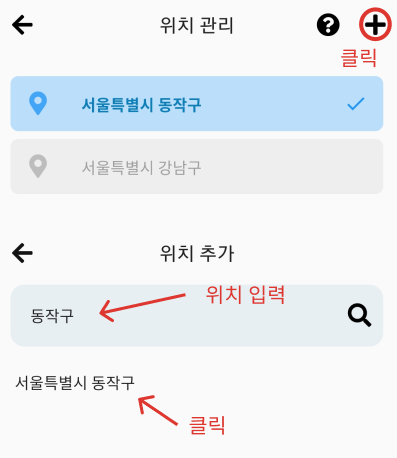 위치 관리
클릭
서울특별시 동작구
서울특별시 강남구
위치 추가
위치 입력
동작구
서울특별시 동작구
클릭